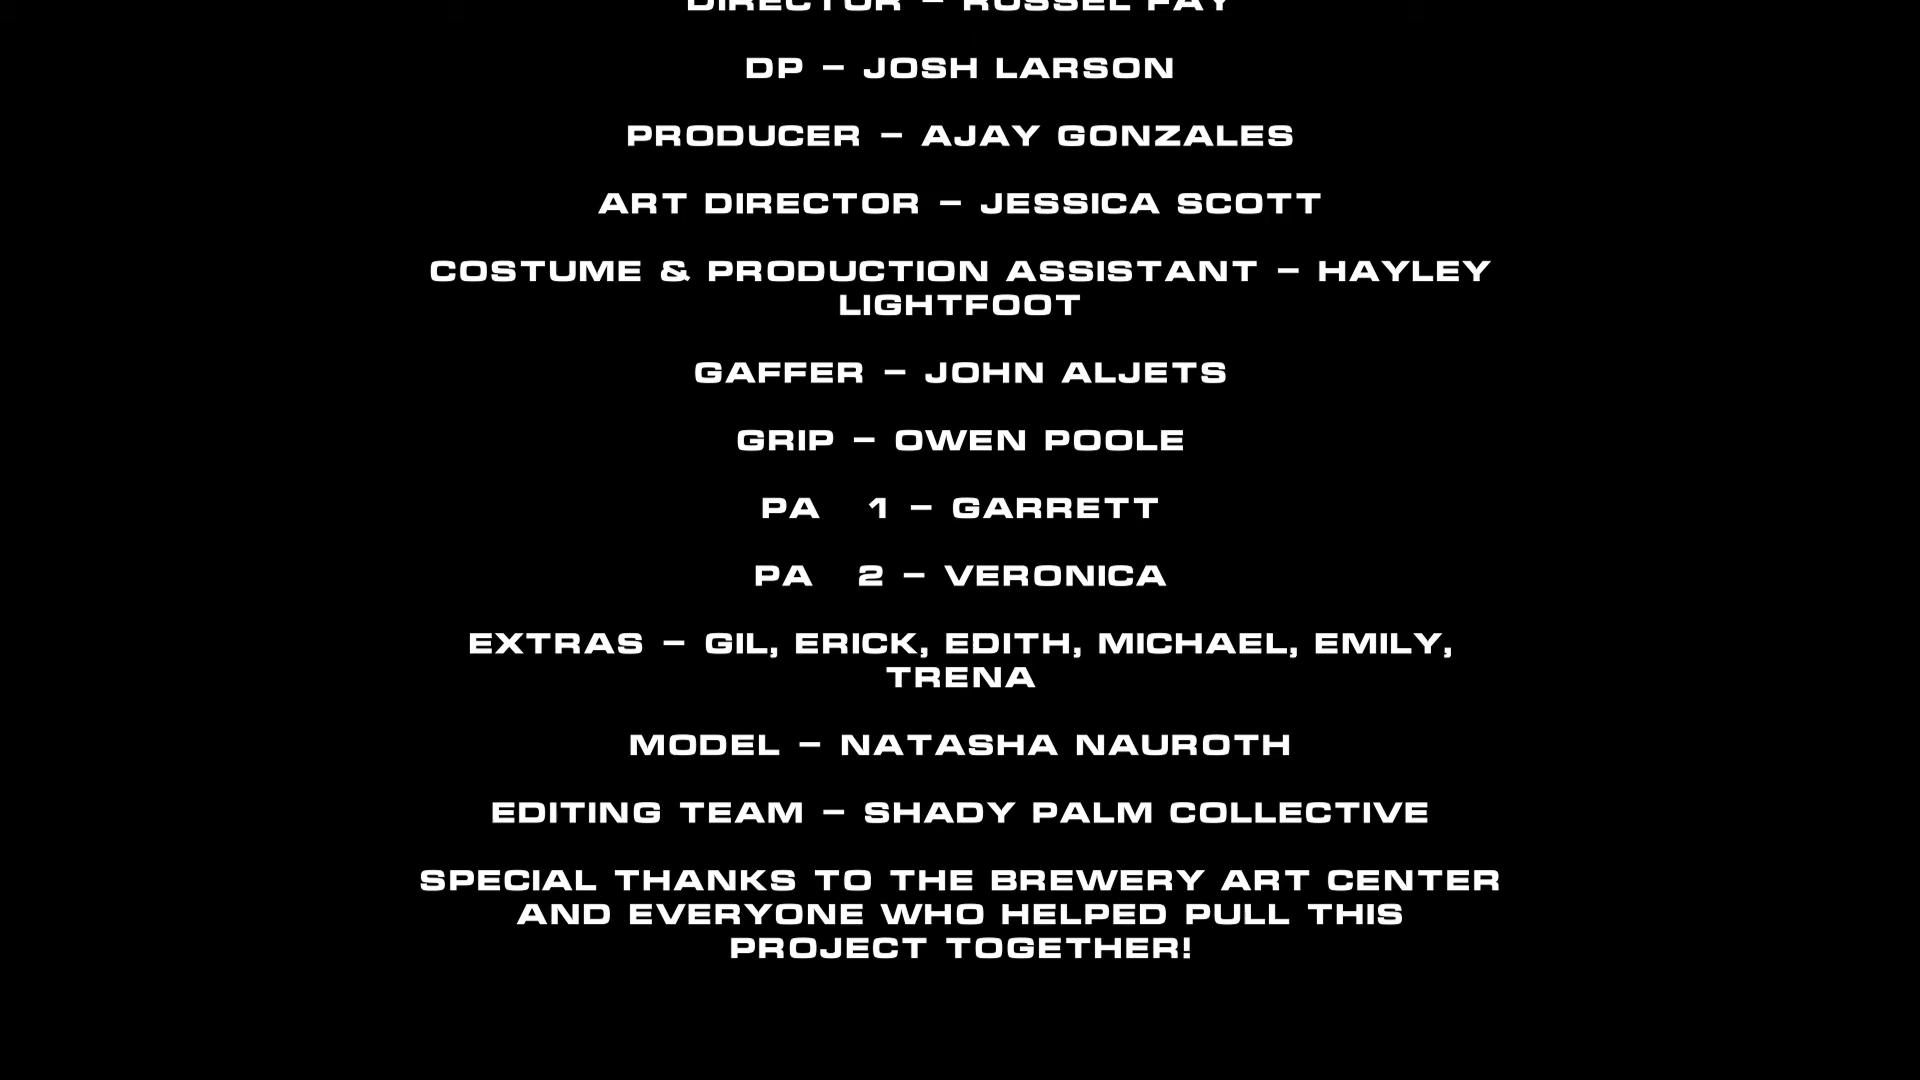 DIRECTOR – RUSSEL FAY
DP – JOSH LARSON
PRODUCER – AJAY GONZALES
ART DIRECTOR – JESSICA SCOTT
COSTUME & PRODUCTION ASSISTANT – HAYLEY
LIGHTFOOT
GAFFER – JOHN ALJETS
GRIP – OWEN POOLE
PA 1 – GARRETT
PA 2 – VERONICA
EXTRAS – GIL, ERICK, EDITH, MICHAEL, EMILY,
TRENA
MODEL – NATASHA NAUROTH
EDITING TEAM – SHADY PALM COLLECTIVE
SPECIAL THANKS TO THE BREWERY ART CENTER
AND EVERYONE WHO HELPED PULL THIS
PROJECT TOGETHER!